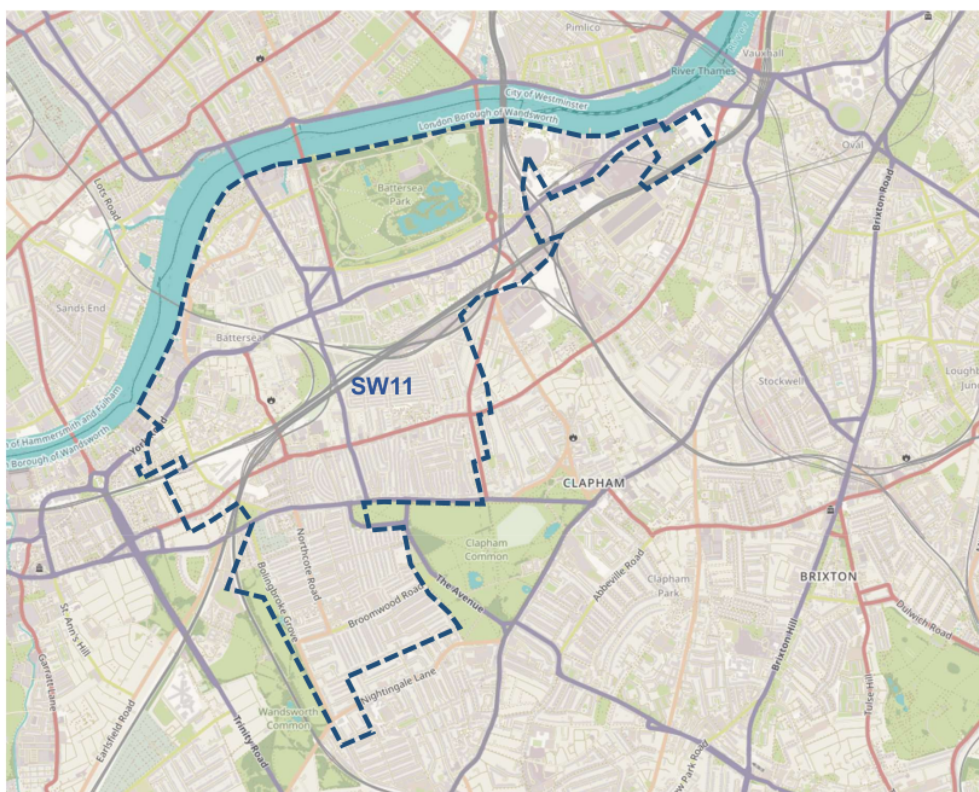 Pimlico
Vauxhall
River Thames
City of Westminster
London Borough of Wandsworth
Oval
Lots Road
Battersea
Park
Brixton Road
Sands End
Battersea
SW11
Stockwell
of Hammersmith and Fulham
Borough of Wandsworth
CLAPHAM
Clapham
Common
Northcote Road
Bolingbroke Grove
The Avenue
Abbeville Road
Clapham
Park
BRIXTON
Broomwood Road
St. Ann's Hill
Dulwich Road
Garratt Lane
Brixton Hill
Nightingale Lane
Tulse Hill
Wandsworth
Common
Trinity Road
Earlsfield Road
Park Road